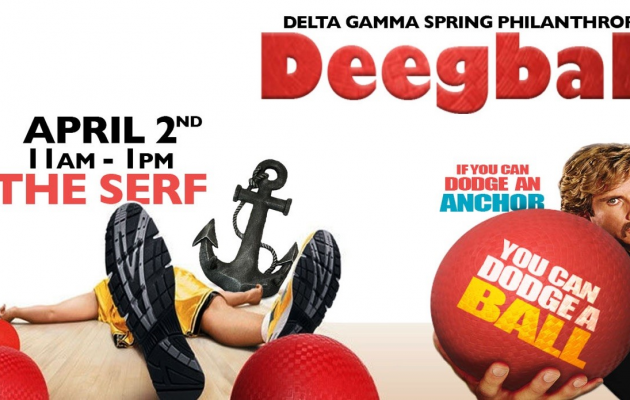 DELTA GAMMA SPRING PHILANTHROP
Deegbal
APRIL 2ND
11AM - 1PM
THE SERF
IF YOU CAN
DODGE AN
ANCHOR
YOU CAN
DODGE A
BALL